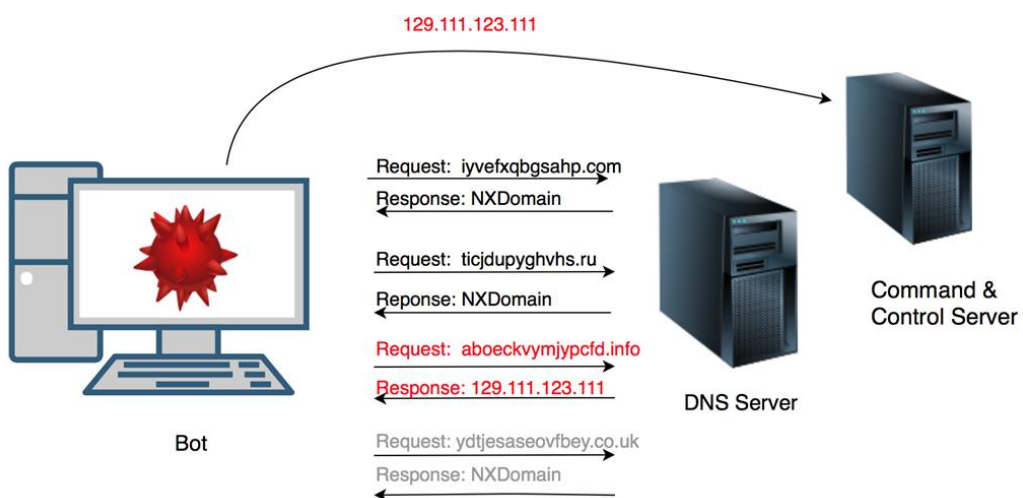 129.111.123.111
Request: iyvefxqbgsahp.com
Response: NXDomain
Request: ticjdupyghvhs.ru
Reponse: NXDomain
Request: aboeckvymjypcfd.info
Response: 129.111.123.111
Request: ydtjesaseovfbey.co.uk
Response: NXDomain
Bot
DNS Server
Command &
Control Server